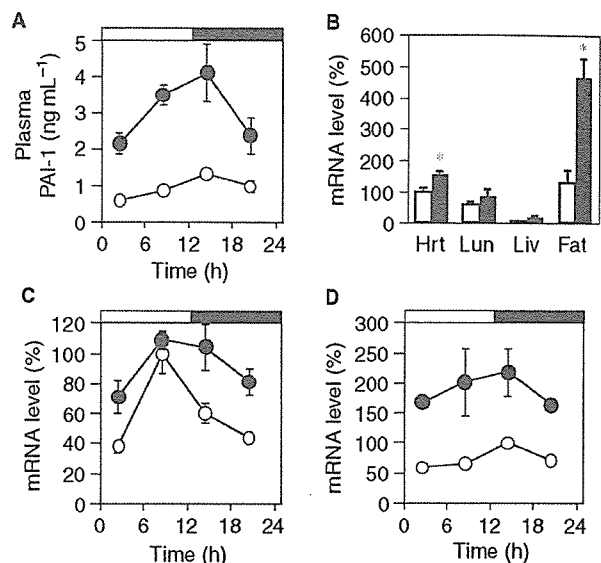 A
Plasma
PAI-1 (ng mL−1)
5
4
3
2
1
0
0 6 12 18 24
Time (h)
B
mRNA level (%)
600
500
400
300
200
100
0
*
*
Hrt Lun Liv Fat
C
mRNA level (%)
120
100
80
60
40
20
0
0 6 12 18 24
Time (h)
D
mRNA level (%)
300
250
200
150
100
50
0
0 6 12 18 24
Time (h)